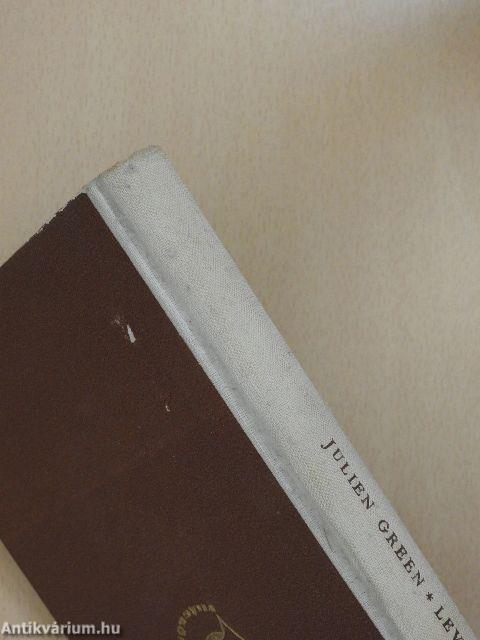 JULIEN GREEN * LEV
Antikvárium.hu